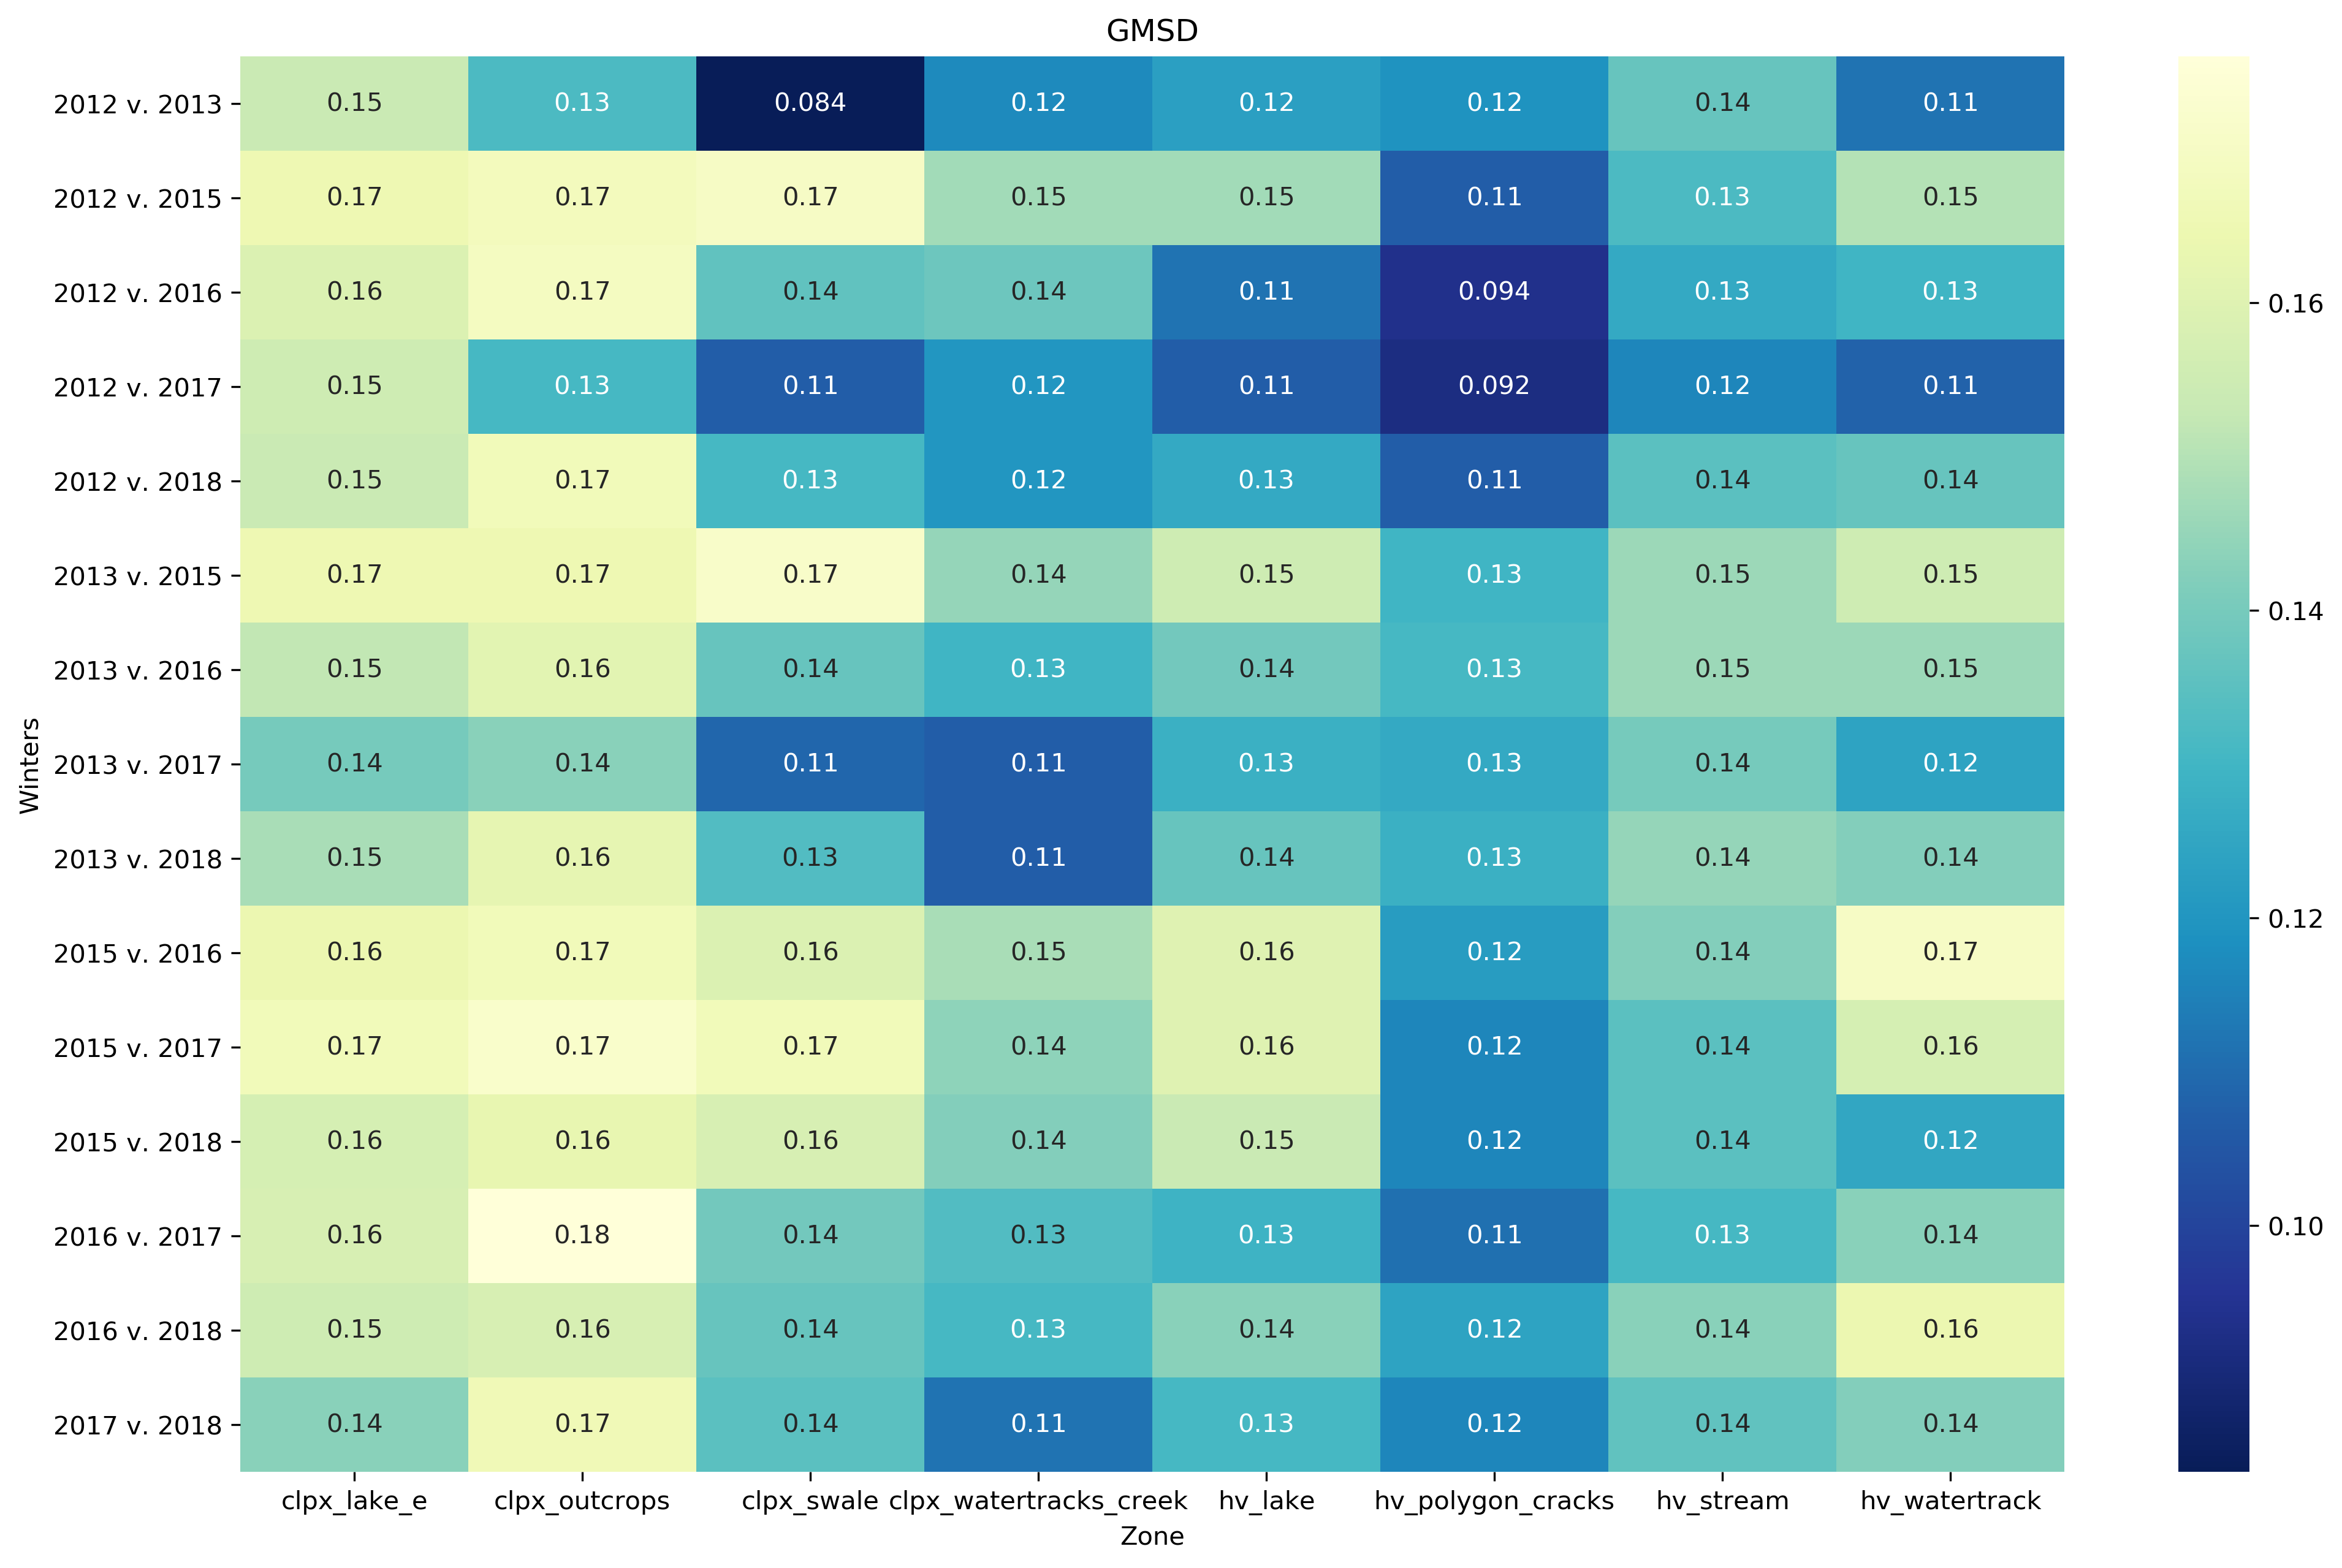 GMSD
2012 v. 2013 0.15 0.13 0.084 0.12 0.12 0.12 0.14 0.11
2012 v. 2015 0.17 0.17 0.17 0.15 0.15 0.11 0.13 0.15
2012 v. 2016 0.16 0.17 0.14 0.14 0.11 0.094 0.13 0.13
0.16
2012 v. 2017 0.15 0.13 0.11 0.12 0.11 0.092 0.12 0.11
2012 v. 2018 0.15 0.17 0.13 0.12 0.13 0.11 0.14 0.14
2013 v. 2015 0.17 0.17 0.17 0.14 0.15 0.13 0.15 0.15
0.14
2013 v. 2016 0.15 0.16 0.14 0.13 0.14 0.13 0.15 0.15
Winters
2013 v. 2017 0.14 0.14 0.11 0.11 0.13 0.13 0.14 0.12
2013 v. 2018 0.15 0.16 0.13 0.11 0.14 0.13 0.14 0.14
0.12
2015 v. 2016 0.16 0.17 0.16 0.15 0.16 0.12 0.14 0.17
2015 v. 2017 0.17 0.17 0.17 0.14 0.16 0.12 0.14 0.16
2015 v. 2018 0.16 0.16 0.16 0.14 0.15 0.12 0.14 0.12
0.10
2016 v. 2017 0.16 0.18 0.14 0.13 0.13 0.11 0.13 0.14
2016 v. 2018 0.15 0.16 0.14 0.13 0.14 0.12 0.14 0.16
2017 v. 2018 0.14 0.17 0.14 0.11 0.13 0.12 0.14 0.14
clpx_lake_e clpx_outcrops clpx_swale clpx_watertracks_creek hv_lake hv_polygon_cracks hv_stream hv_watertrack
Zone